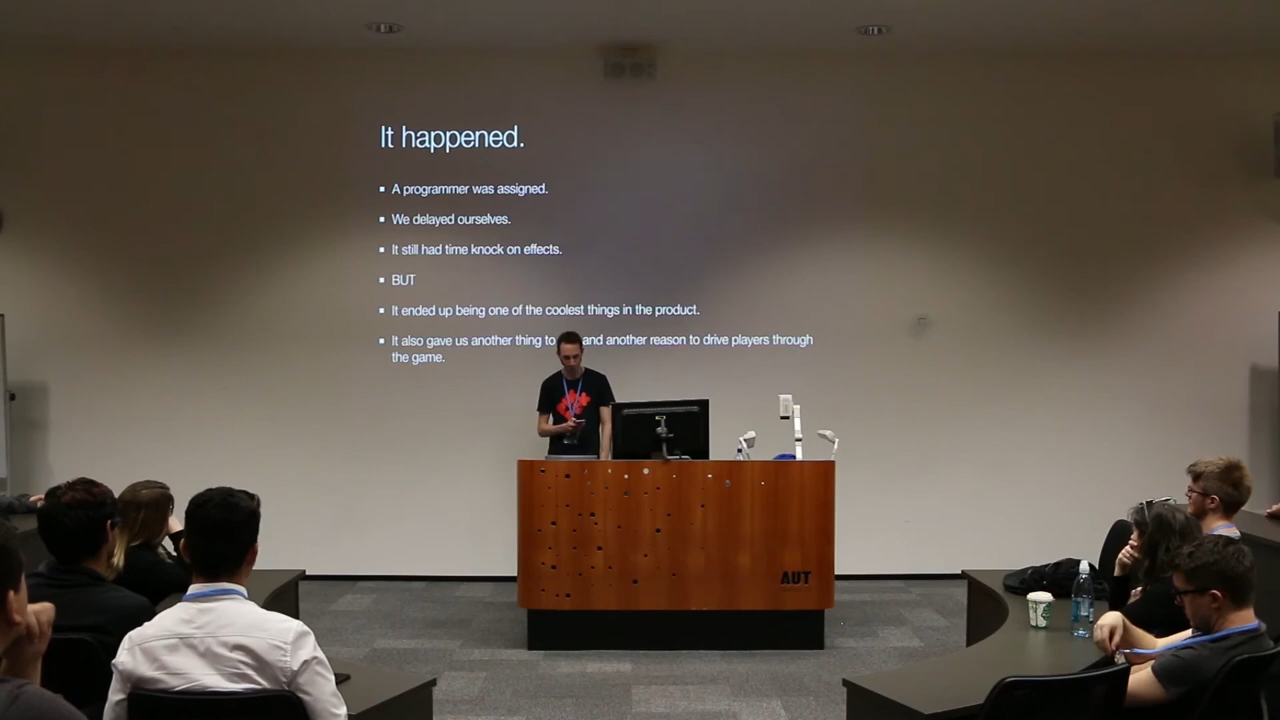 It happened.
A programmer was assigned.
We delayed ourselves.
It still had time knock on effects.
BUT
It ended up being one of the coolest things in the product.
It also gave us another thing to and another reason to drive players through
the game.
AUT